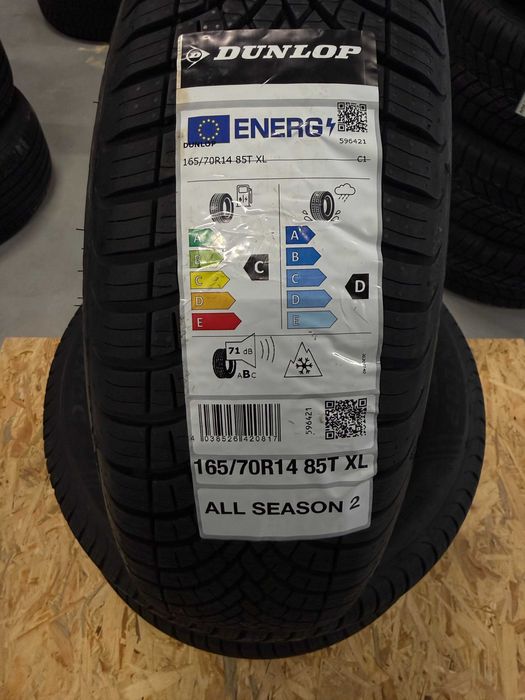 DUNLOP
ENERG
596421
DUNLOP
165/70R14 85T XL
C1
A
B
C
D
E
C
A
B
C
D
E
D
71 dB
ABC
4 038526 420817
596421
165/70R14 85T XL
ALL SEASON 2